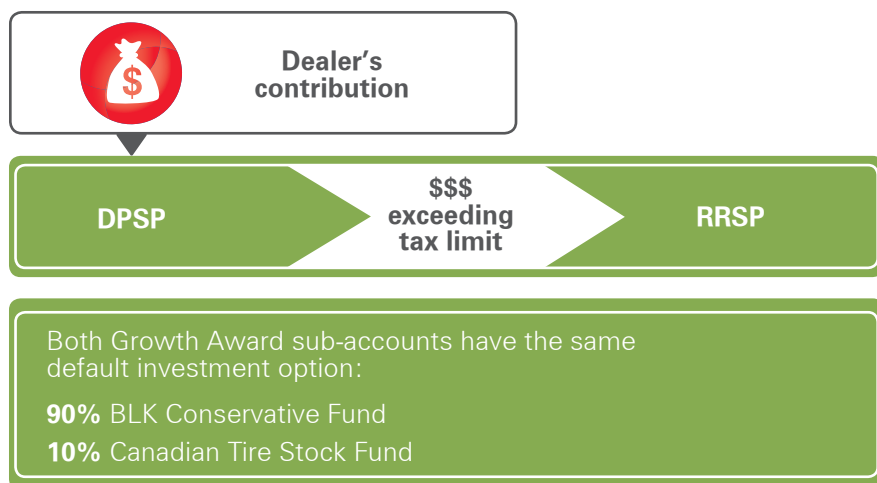 $
Dealer's
contribution
DPSP
$$$
exceeding
tax limit
RRSP
Both Growth Award sub-accounts have the same
default investment option:
90% BLK Conservative Fund
10% Canadian Tire Stock Fund